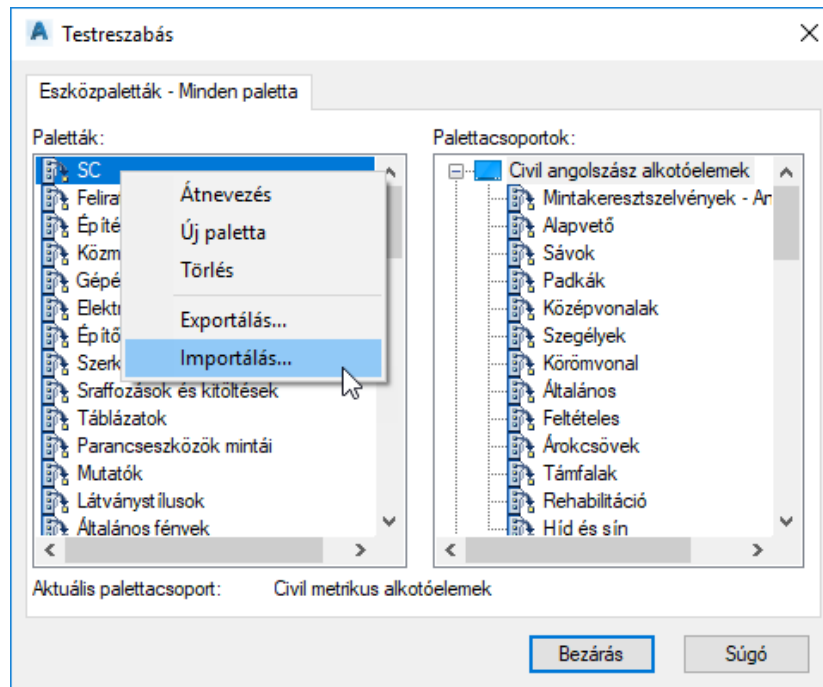 Testreszabás
Eszközpaletták - Minden paletta
Paletták:
SC
Átnevezés
Új paletta
Törlés
Exportálás...
Importálás...
Sraffozások és kitöltések
Táblázatok
Parancseszközök mintái
Mutatók
Látványstílusok
Általános fények
Palettacsoportok:
Civil angolszász alkotóelemek
Mintakeresztszelvények - An
Alapvető
Sávok
Padkák
Középvonalak
Szegélyek
Körömvonal
Általános
Feltételes
Árokcsövek
Támfalak
Rehabilitáció
Híd és sín
Aktuális palettacsoport: Civil metrikus alkotóelemek
Bezárás
Súgó